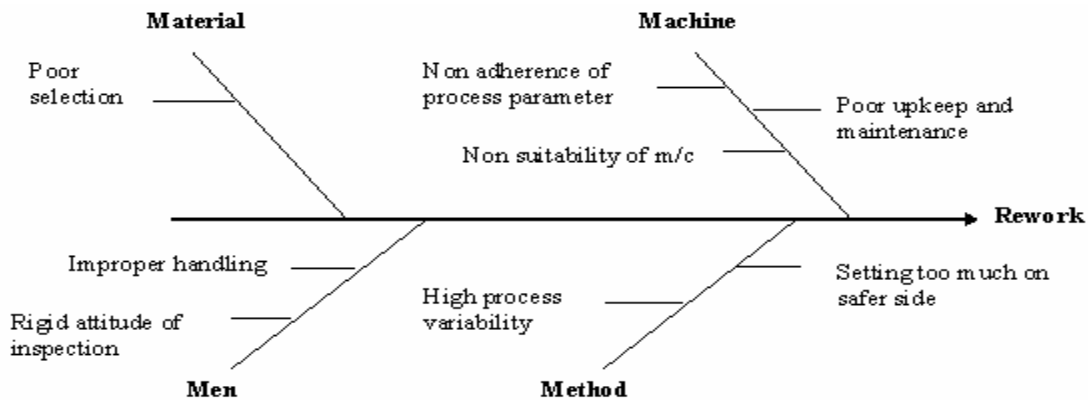 Material
Machine
Poor
selection
Non adherence of
process parameter
Poor upkeep and
maintenance
Non suitability of m/c
Rework
Improper handling
Rigid attitude of
inspection
High process
variability
Setting too much on
safer side
Men
Method